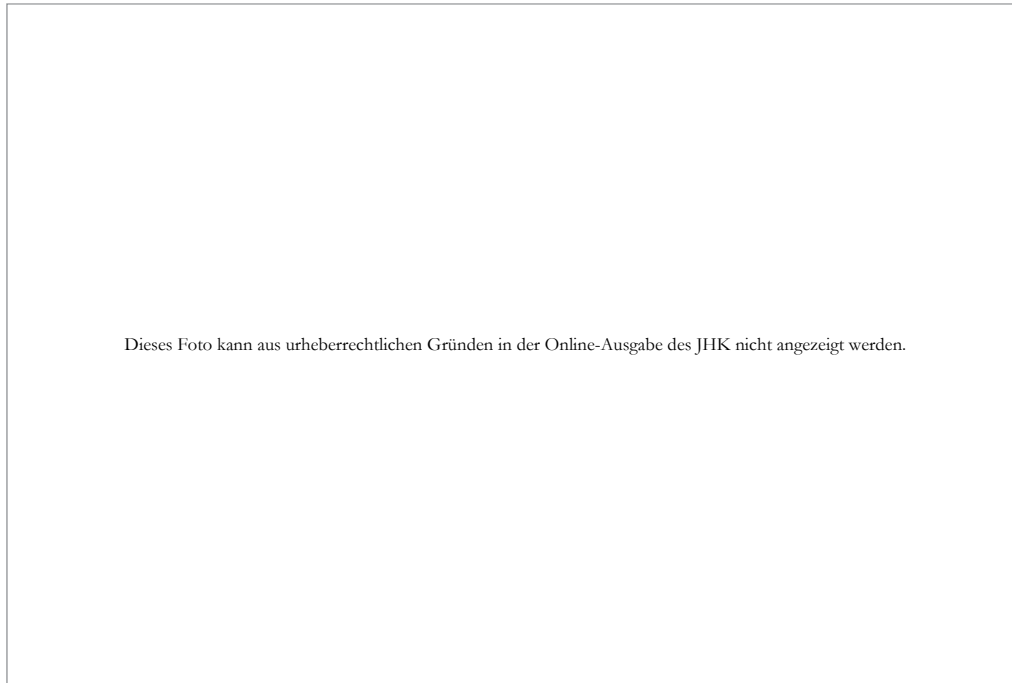 Dieses Foto kann aus urheberrechtlichen Gründen in der Online-Ausgabe des JHK nicht angezeigt werden.